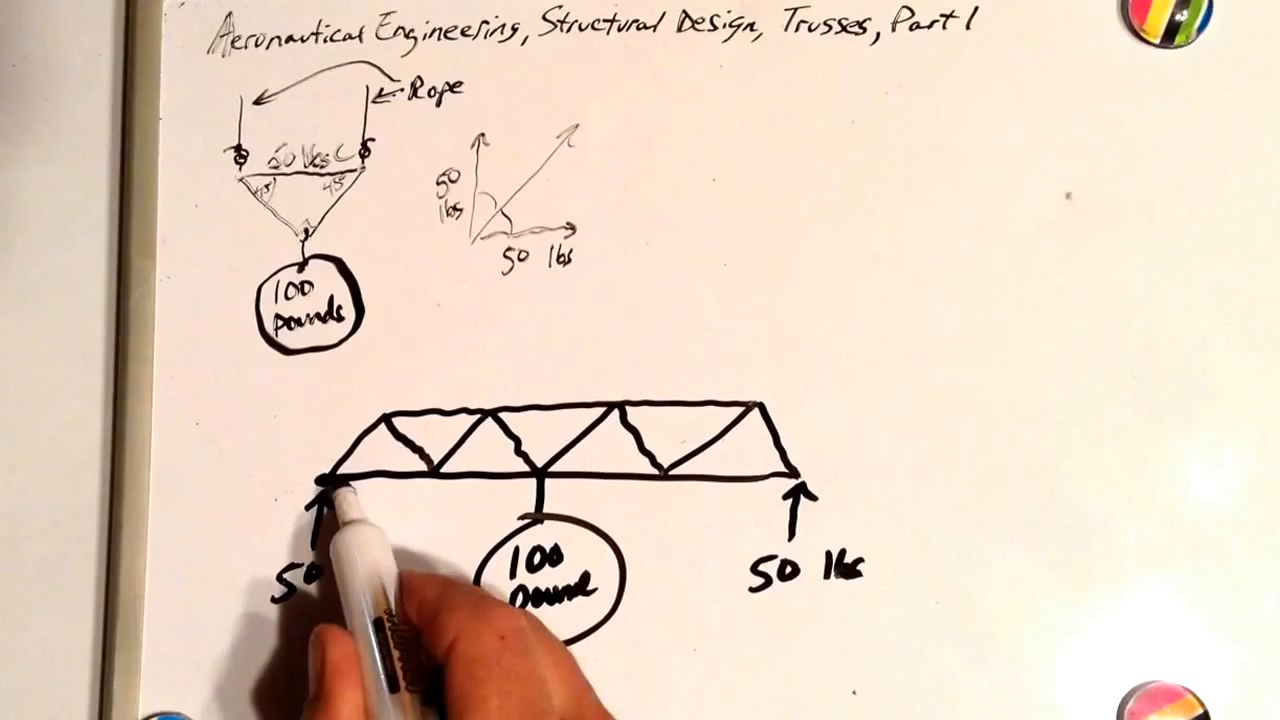 Aeronautical Engineering, Structural Design, Trusses, Part 1
Rope
50 lbs C
45 45
50
lbs
50 lbs
100
pounds
50
50 lbs
100
pound